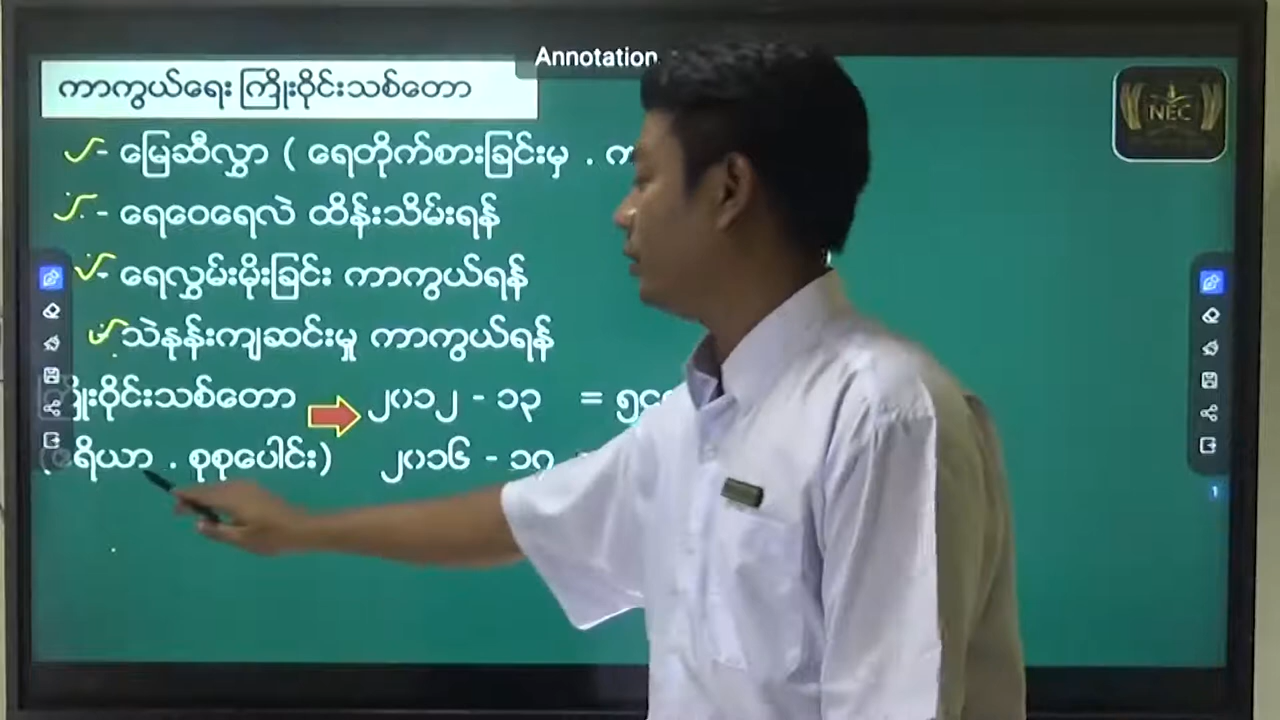 Annotation
ကာကွယ်ရေး ကြိုးဝိုင်းသစ်တော
NEC
- မြေဆီလွှာ ( ရေတိုက်စားခြင်းမှ .
- ရေဝေရေလဲ ထိန်းသိမ်းရန်
- ရေလွှမ်းမိုးခြင်း ကာကွယ်ရန်
သဲနုန်းကျဆင်းမှု ကာကွယ်ရန်
ကြိုးဝိုင်းသစ်တော ၂၀၁၂ - ၁၃ =
ဧရိယာ . စုစုပေါင်း) ၂၀၁၆ - ၁၇
1